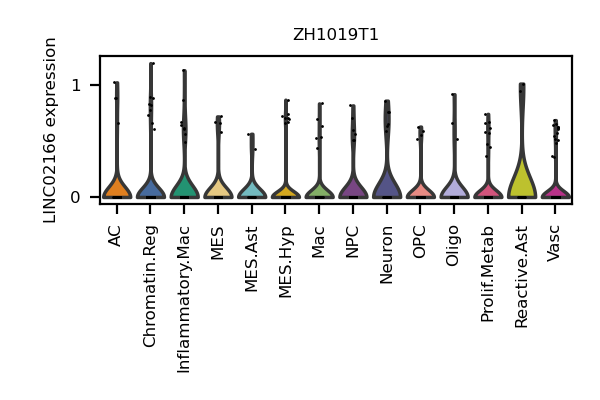 ZH1019T1
LINC02166 expression
1
0
AC
Chromatin.Reg
Inflammatory.Mac
MES
MES.Ast
MES.Hyp
Mac
NPC
Neuron
OPC
Oligo
Prolif.Metab
Reactive.Ast
Vasc